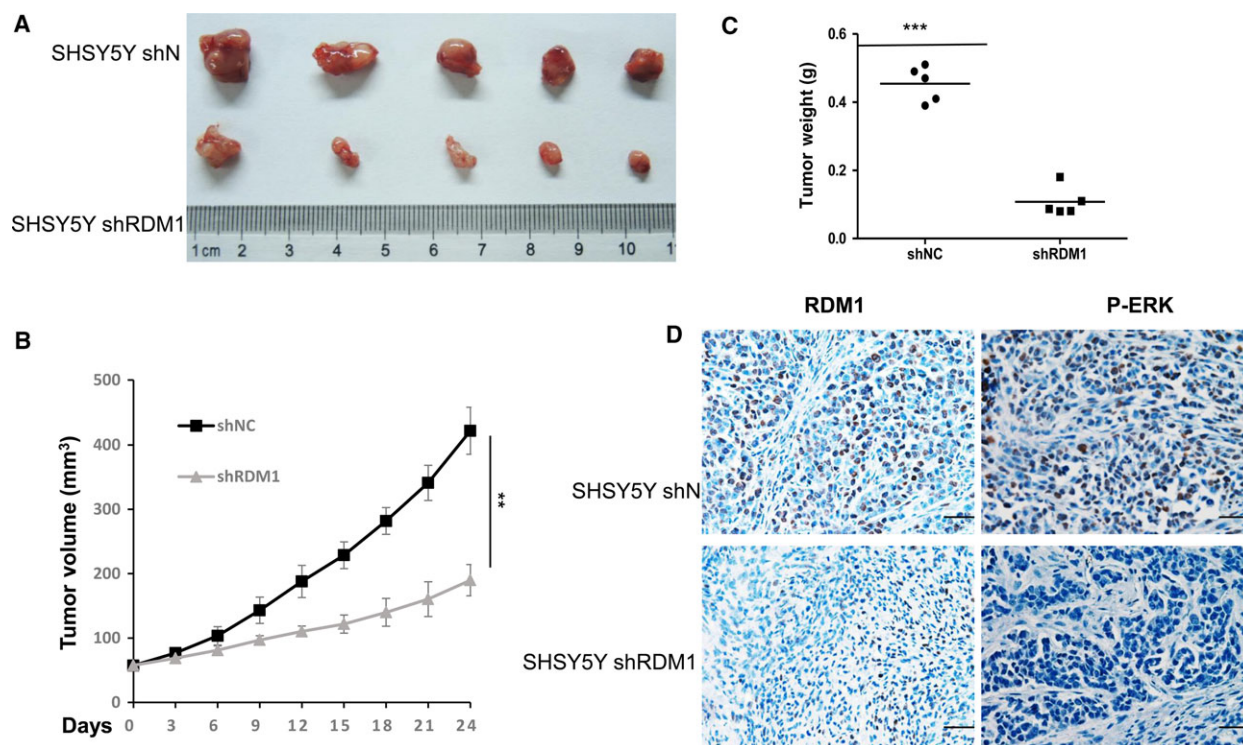 A
SHSY5Y shN
SHSY5Y shRDM1
1 cm 2 3 4 5 6 7 8 9 10 11
B
Tumor volume (mm³)
500
400
300
200
100
0
shNC
shRDM1
**
Days 0 3 6 9 12 15 18 21 24
C
Tumor weight (g)
***
0.6
0.4
0.2
0.0
shNC shRDM1
D
RDM1 P-ERK
SHSY5Y shN
SHSY5Y shRDM1